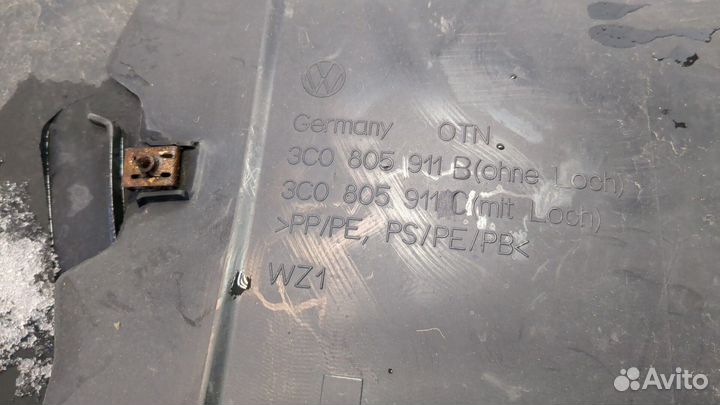 Germany OTN
3C0 805 911 B(ohne Loch)
3C0 805 911 C(mit Loch)
>PP/PE, PS/PE/PB<
WZ1
Avito